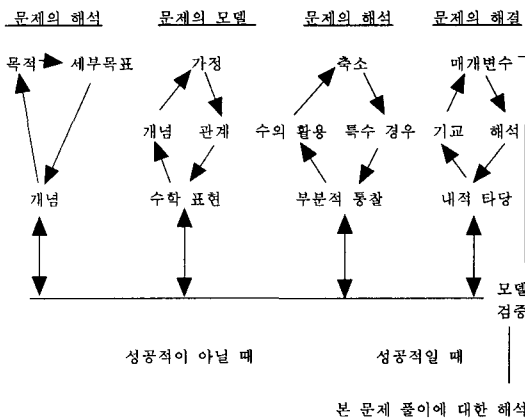 문제의 해석 문제의 모델 문제의 해석 문제의 해결
목적 세부목표 가정 축소 매개변수
개념 관계 수의 활용 특수 경우 기교 해석
개념 수학 표현 부분적 통찰 내적 타당
모델
검증
성공적이 아닐 때 성공적일 때
본 문제 풀이에 대한 해석